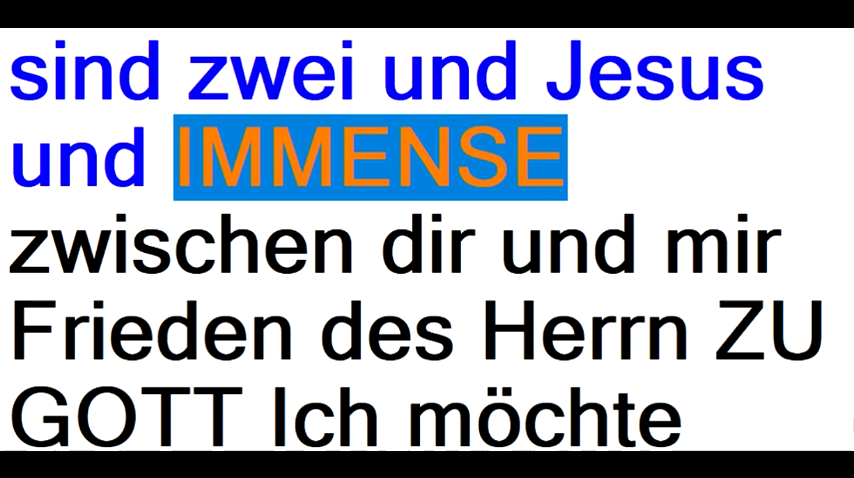 sind zwei und Jesus
und IMMENSE
zwischen dir und mir
Frieden des Herrn ZU
GOTT Ich möchte